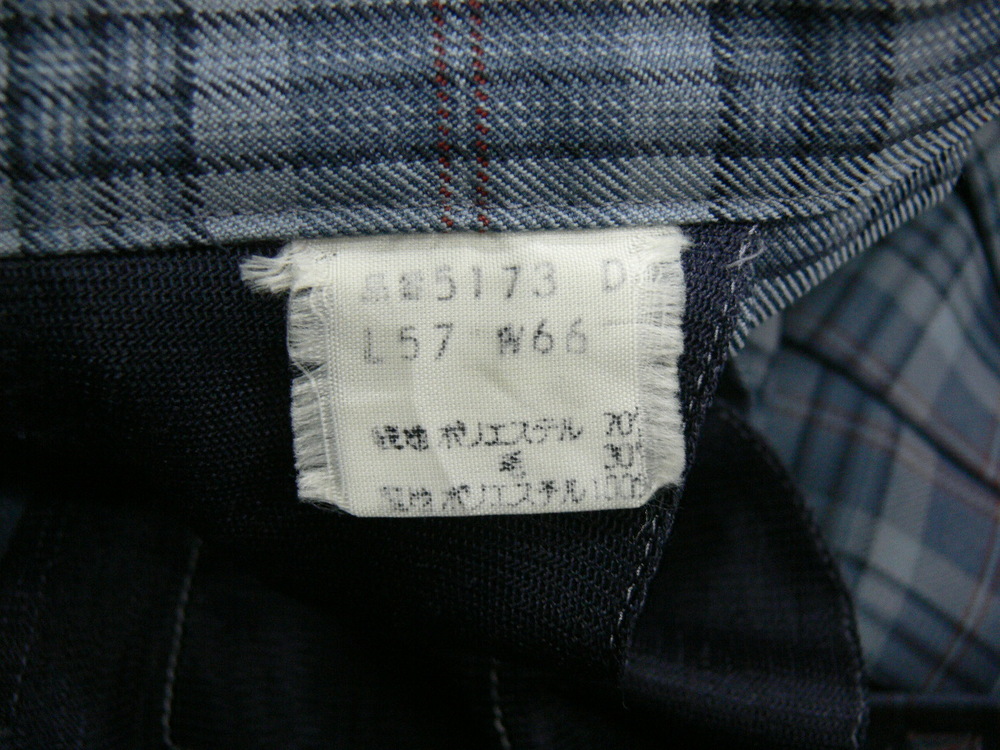 品番5173 D
L57 W66
表地 ポリエステル 70%
毛 30%
裏地 ポリエステル100%